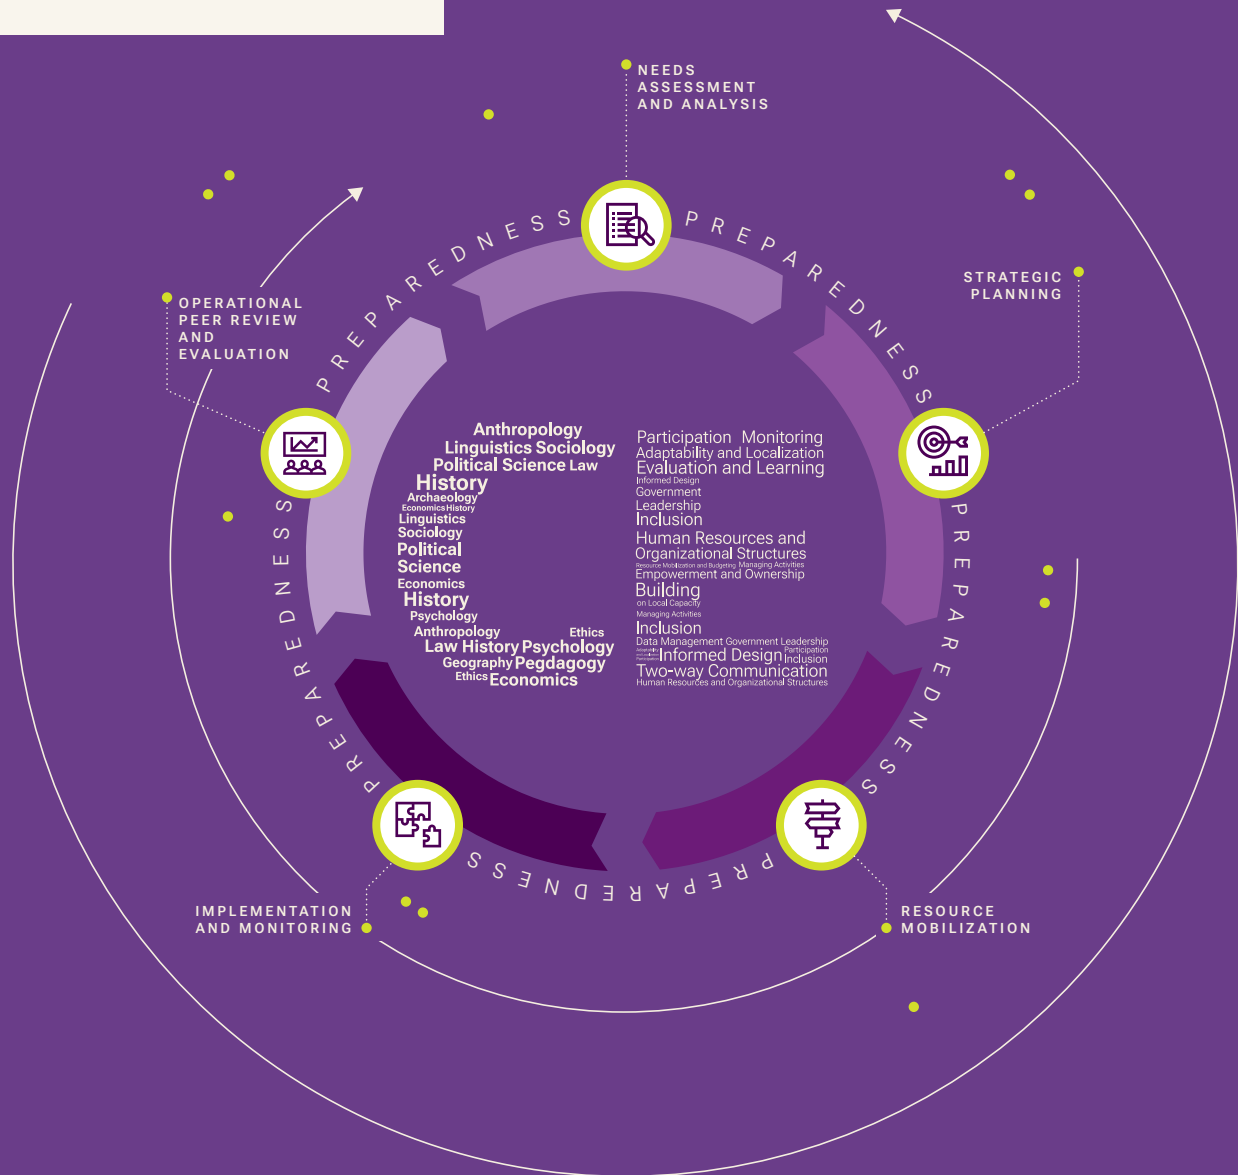 NEEDS
ASSESSMENT
AND ANALYSIS
STRATEGIC
PLANNING
OPERATIONAL
PEER REVIEW
AND
EVALUATION
PREPAREDNESS
PREPAREDNESS
PREPAREDNESS
PREPAREDNESS
PREPAREDNESS
Anthropology
Linguistics Sociology
Political Science Law
History
Archaeology
Economics History
Linguistics
Sociology
Political
Science
Economics
History
Psychology
Anthropology Ethics
Law History Psychology
Geography Pegdagogy
Ethics Economics
Participation Monitoring
Adaptability and Localization
Evaluation and Learning
Informed Design
Government
Leadership
Inclusion
Human Resources and
Organizational Structures
Resource Mobilization and Budgeting Managing Activities
Empowerment and Ownership
Building
on Local Capacity
Managing Activities
Inclusion
Data Management Government Leadership
Informed Design Participation
Inclusion
Two-way Communication
Human Resources and Organizational Structures
IMPLEMENTATION
AND MONITORING
RESOURCE
MOBILIZATION